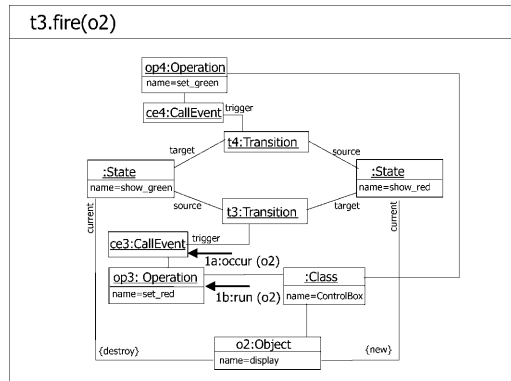 t3.fire(o2)
op4:Operation
name=set_green
ce4:CallEvent
trigger
t4:Transition
target
source
:State
name=show_green
:State
name=show_red
source
target
t3:Transition
current
current
ce3:CallEvent
trigger
1a:occur (o2)
op3: Operation
name=set_red
1b:run (o2)
:Class
name=ControlBox
o2:Object
name=display
{destroy}
{new}